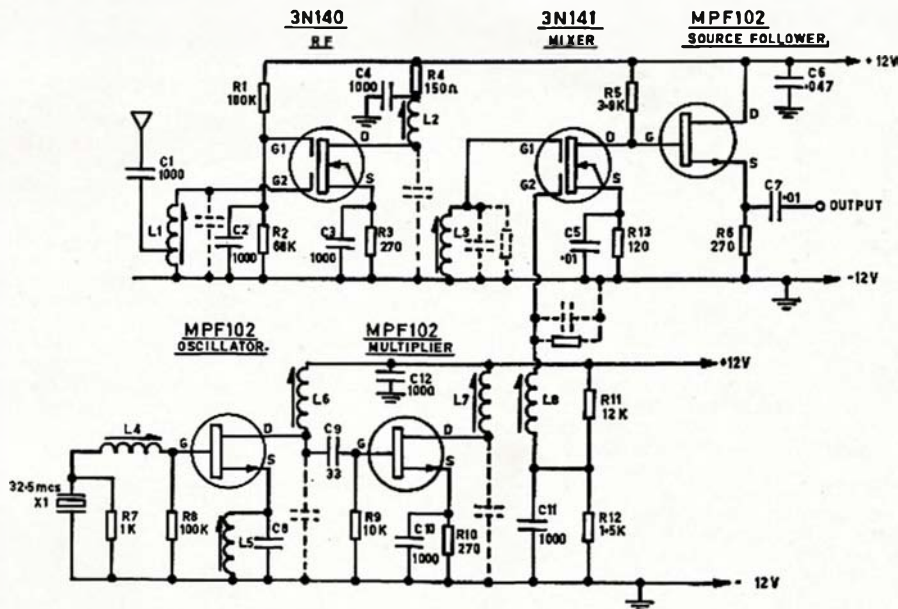 3N140
RF
3N141
MIXER
MPF102
SOURCE FOLLOWER,
+ 12V
C4
1000
R4
150Ω
R1
180K
L2
R5
3·9K
C6
·047
C1
1000
G1
D
S
G2
G1
D
S
G2
G
D
S
C7
·01
OUTPUT
L1
C2
1000
R2
68K
C3
1000
R3
270
L3
C5
·01
R13
120
R6
270
-12V
MPF102
OSCILLATOR.
MPF102
MULTIPLIER
+12V
L6
C12
1000
L7
L8
R11
12K
L4
G
D
S
C9
33
G
D
S
32·5mcs
X1
R7
1K
R8
100K
L5
C8
R9
10K
C10
1000
R10
270
C11
1000
R12
1·5K
- 12V